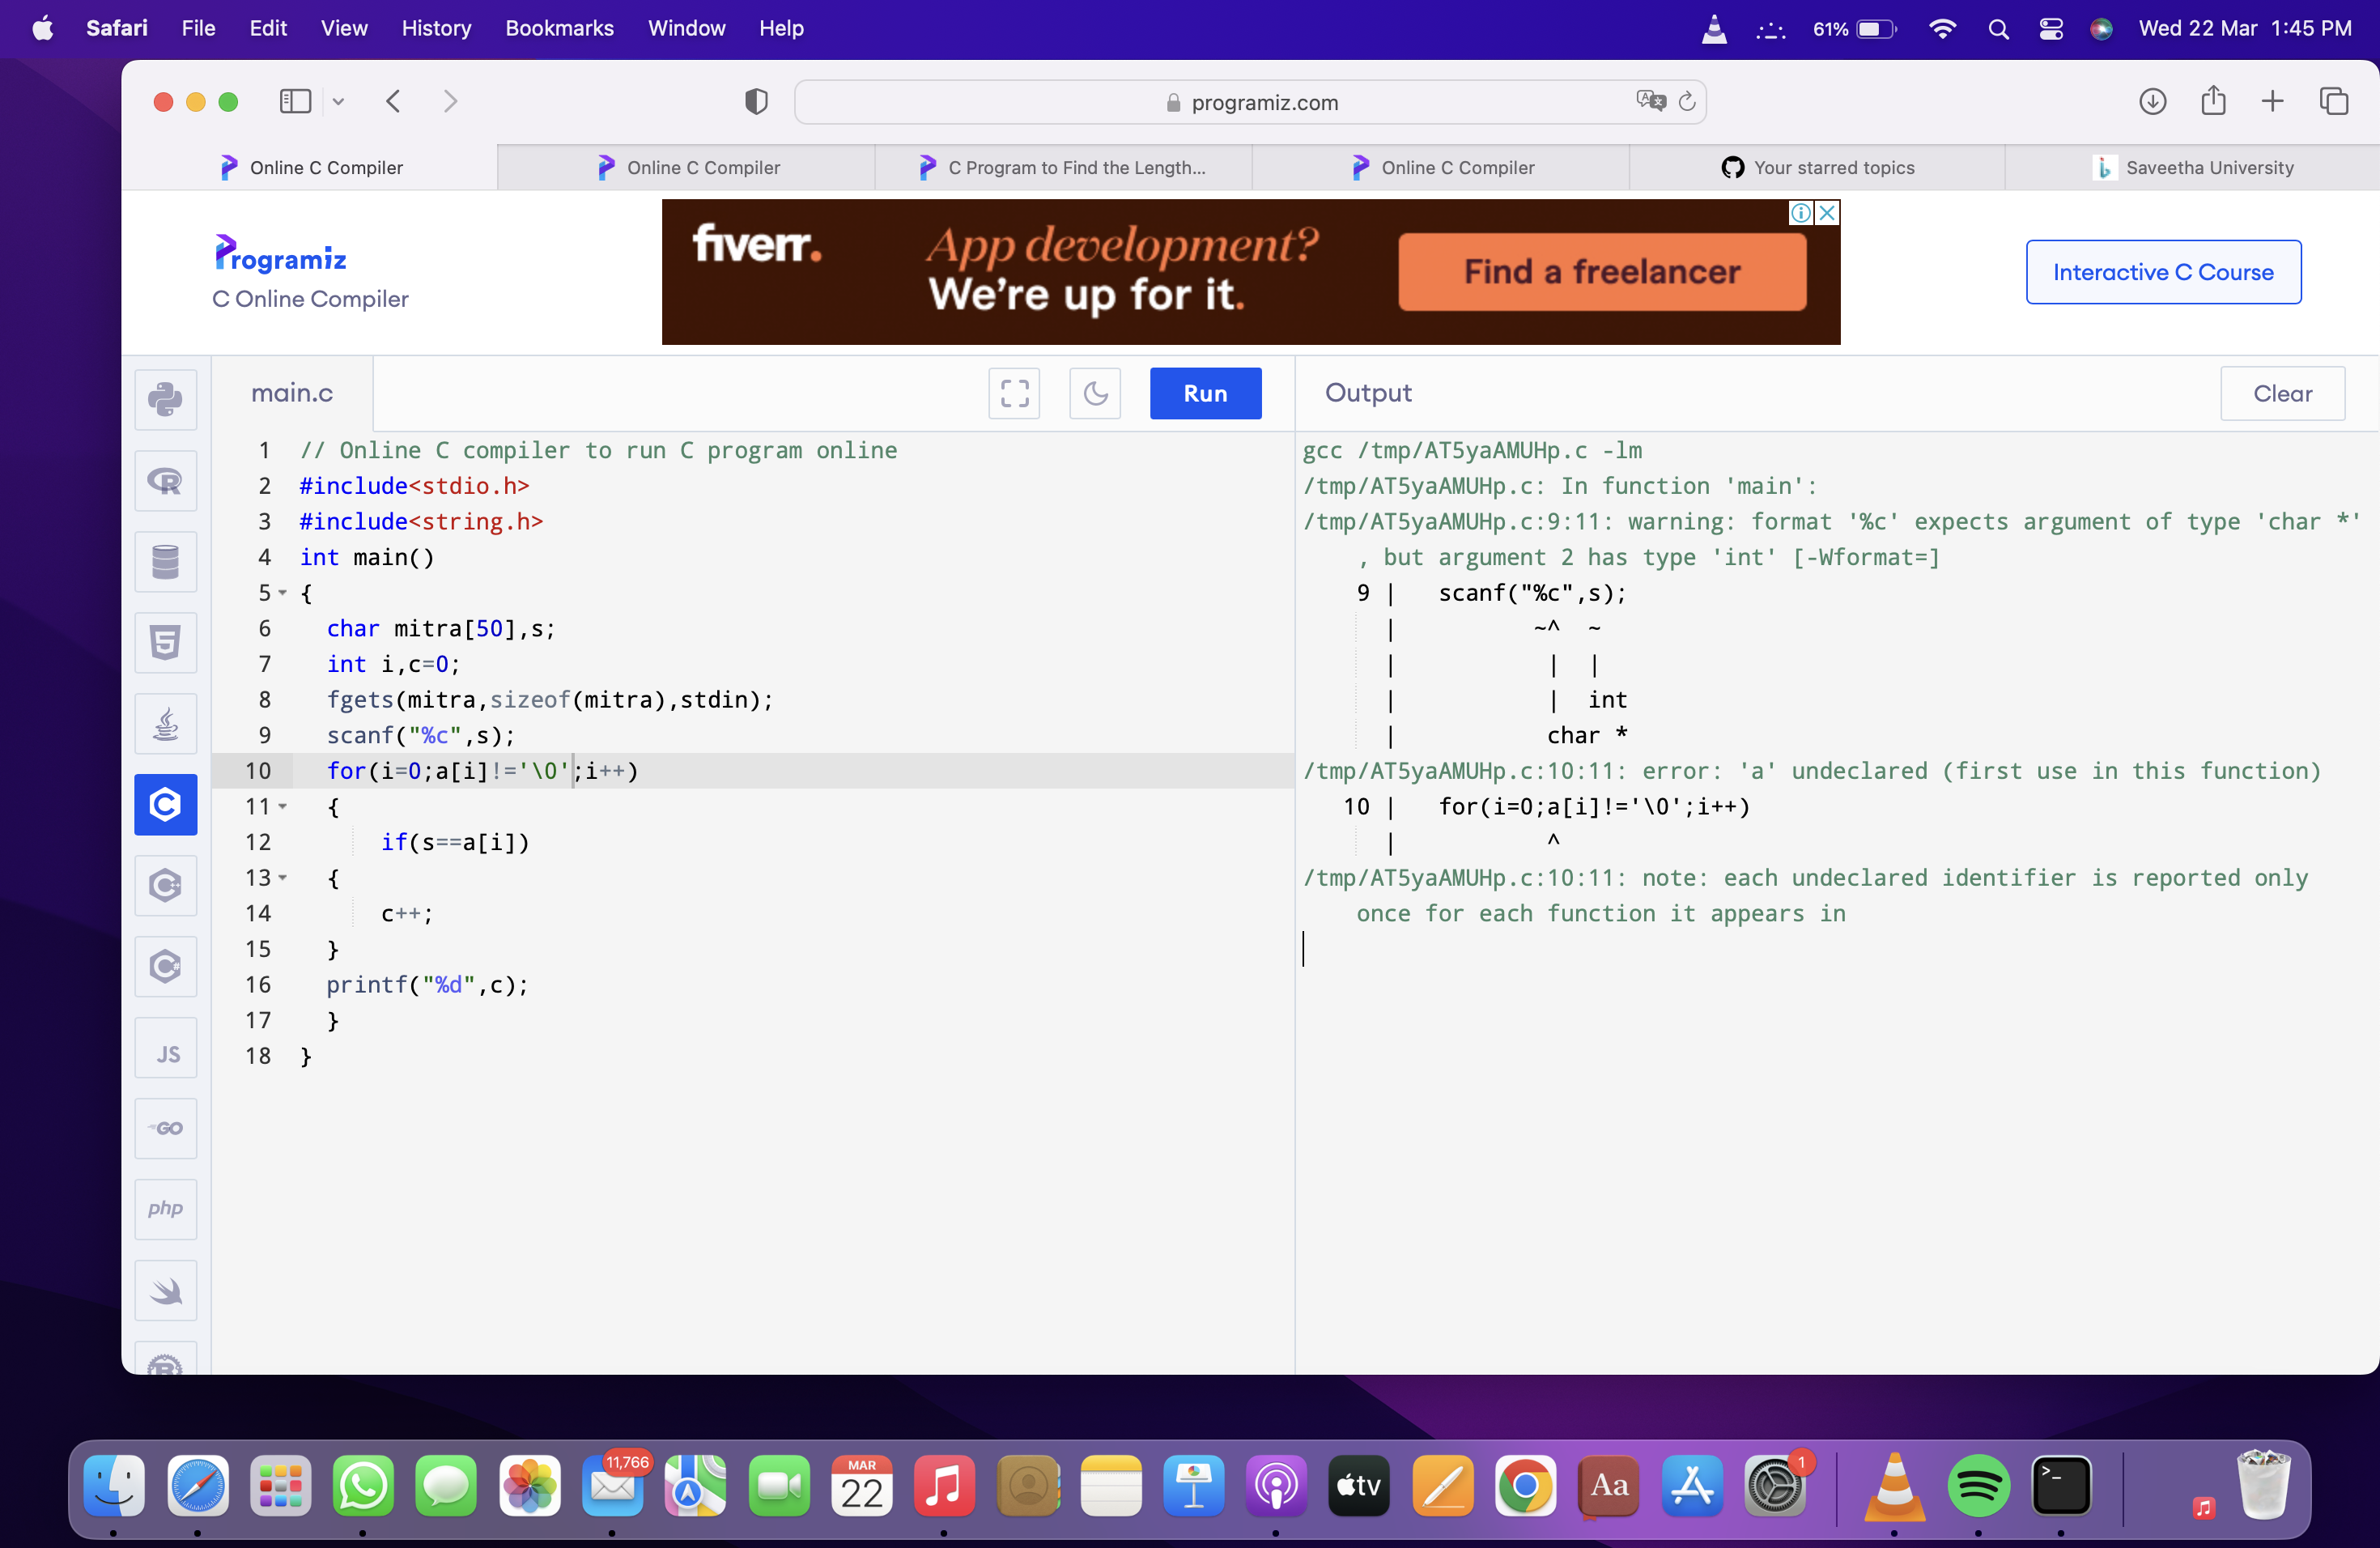 Safari File Edit View History Bookmarks Window Help 61% Wed 22 Mar 1:45 PM
programiz.com
Online C Compiler Online C Compiler C Program to Find the Length... Online C Compiler Your starred topics Saveetha University
Programiz
C Online Compiler
fiverr.
App development?
We're up for it.
Find a freelancer
Interactive C Course
main.c
Run
Output
Clear
1 // Online C compiler to run C program online
2 #include<stdio.h>
3 #include<string.h>
4 int main()
5 {
6 char mitra[50],s;
7 int i,c=0;
8 fgets(mitra,sizeof(mitra),stdin);
9 scanf("%c",s);
10 for(i=0;a[i]!='\0';i++)
11 {
12 if(s==a[i])
13 {
14 c++;
15 }
16 printf("%d",c);
17 }
18 }
gcc /tmp/AT5yaAMUHp.c -lm
/tmp/AT5yaAMUHp.c: In function 'main':
/tmp/AT5yaAMUHp.c:9:11: warning: format '%c' expects argument of type 'char *'
, but argument 2 has type 'int' [-Wformat=]
9 | scanf("%c",s);
| ~^ ~
| | |
| | int
| char *
/tmp/AT5yaAMUHp.c:10:11: error: 'a' undeclared (first use in this function)
10 | for(i=0;a[i]!='\0';i++)
| ^
/tmp/AT5yaAMUHp.c:10:11: note: each undeclared identifier is reported only
once for each function it appears in
R
5
C
C
C#
JS
GO
php
R
11,766
MAR
22
tv
Aa
1
>_